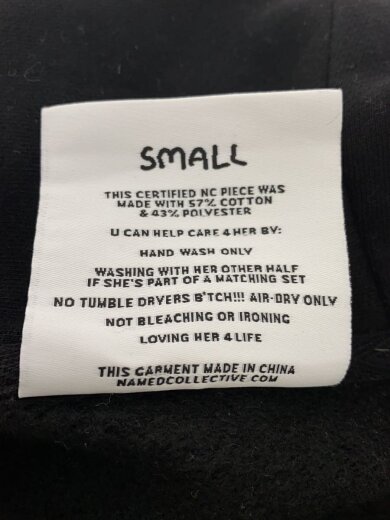 SMALL
THIS CERTIFIED NC PIECE WAS
MADE WITH 57% COTTON
& 43% POLYESTER
U CAN HELP CARE 4 HER BY:
HAND WASH ONLY
WASHING WITH HER OTHER HALF
IF SHE'S PART OF A MATCHING SET
NO TUMBLE DRYERS B*TCH!!! AIR-DRY ONLY
NOT BLEACHING OR IRONING
LOVING HER 4 LIFE
THIS GARMENT MADE IN CHINA
NAMEDCOLLECTIVE COM